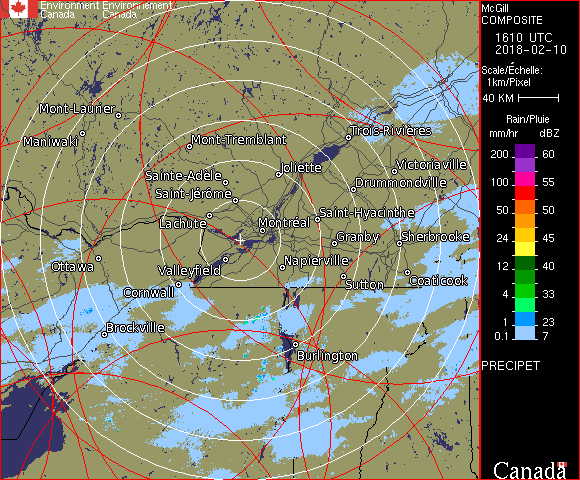 Environment Environnement
Canada Canada
McGill
COMPOSITE
1610 UTC
2018-02-10
Scale/Échelle:
1km/Pixel
40 KM
Rain/Pluie
mm/hr dBZ
200 60
150 57
100 55
50 50
24 45
12 40
4 33
1 23
0.1 7
PRECIPET
Canada
Mont-Laurier
Maniwaki
Mont-Tremblant
Trois-Rivières
Sainte-Adèle
Joliette
Victoriaville
Saint-Jérôme
Drummondville
Lachute
Montréal
Saint-Hyacinthe
Granby
Sherbrooke
Ottawa
Valleyfield
Napierville
Cornwall
Sutton
Coaticook
Brockville
Burlington